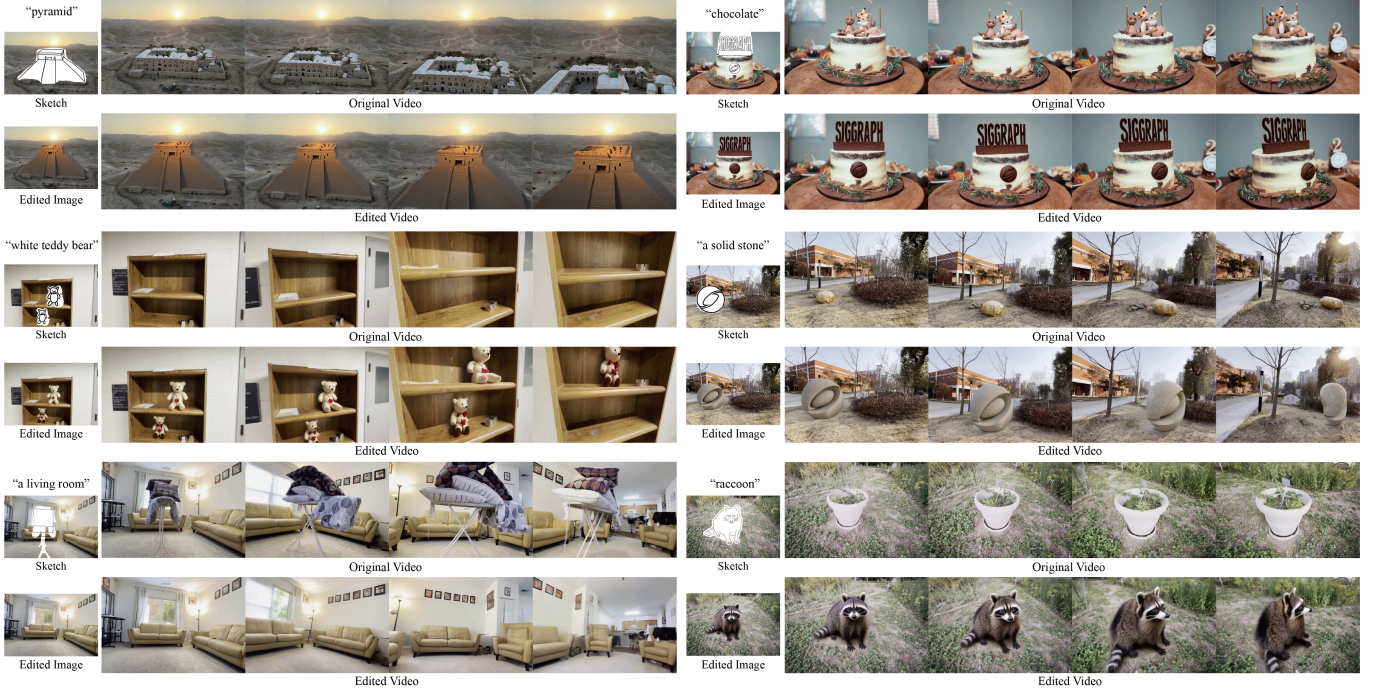 “pyramid”
Sketch
Original Video
Edited Image
Edited Video
“chocolate”
SIGGRAPH
Sketch
Original Video
SIGGRAPH
SIGGRAPH
SIGGRAPH
SIGGRAPH
SIGGRAPH
2
2
2
Edited Image
Edited Video
“white teddy bear”
Sketch
Original Video
Edited Image
Edited Video
“a solid stone”
Sketch
Original Video
Edited Image
Edited Video
“a living room”
Sketch
Original Video
Edited Image
Edited Video
“raccoon”
Sketch
Original Video
Edited Image
Edited Video